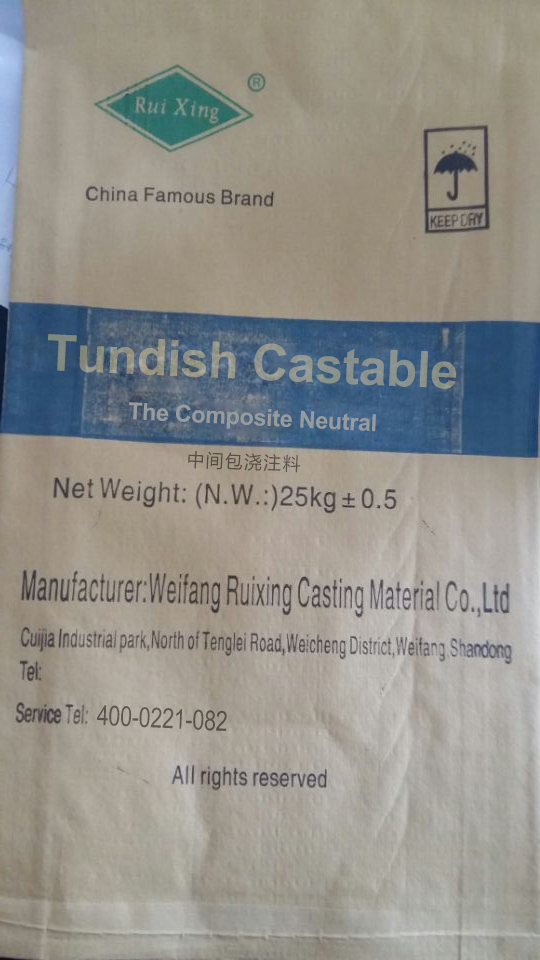 Rui Xing ®
China Famous Brand
KEEP DRY
Tundish Castable
The Composite Neutral
中间包浇注料
Net Weight: (N.W.:)25kg ± 0.5
Manufacturer:Weifang Ruixing Casting Material Co.,Ltd
Cuijia Industrial park,North of Tenglei Road,Weicheng District,Weifang,Shandong
Tel:
Service Tel: 400-0221-082
All rights reserved